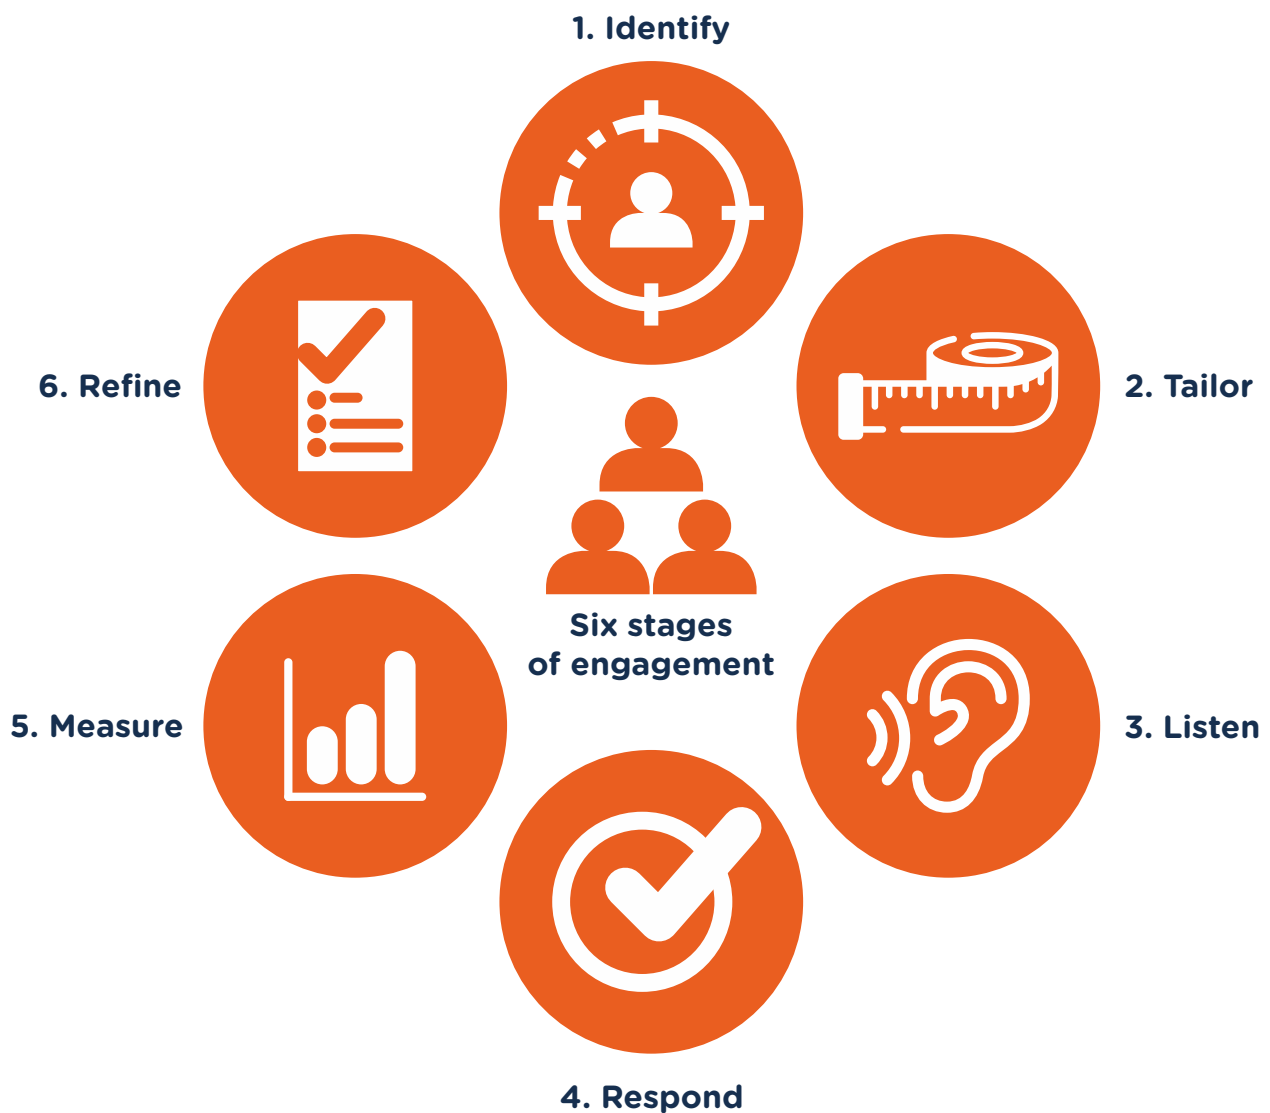 1. Identify
2. Tailor
3. Listen
4. Respond
5. Measure
6. Refine
Six stages
of engagement